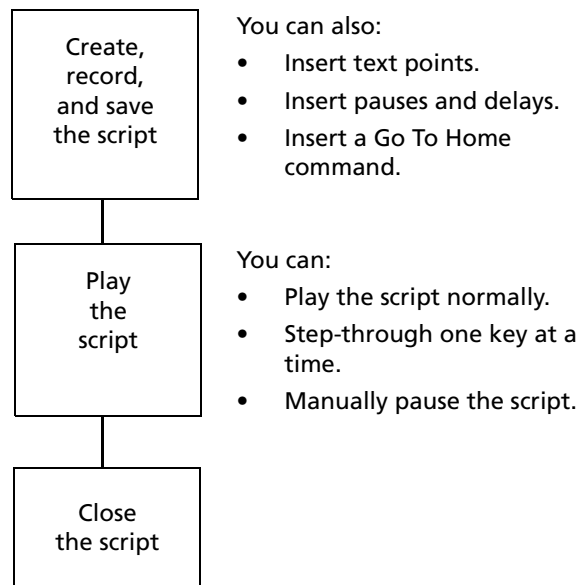 Create,
record,
and save
the script
You can also:
• Insert text points.
• Insert pauses and delays.
• Insert a Go To Home
command.
Play
the
script
You can:
• Play the script normally.
• Step-through one key at a
time.
• Manually pause the script.
Close
the script